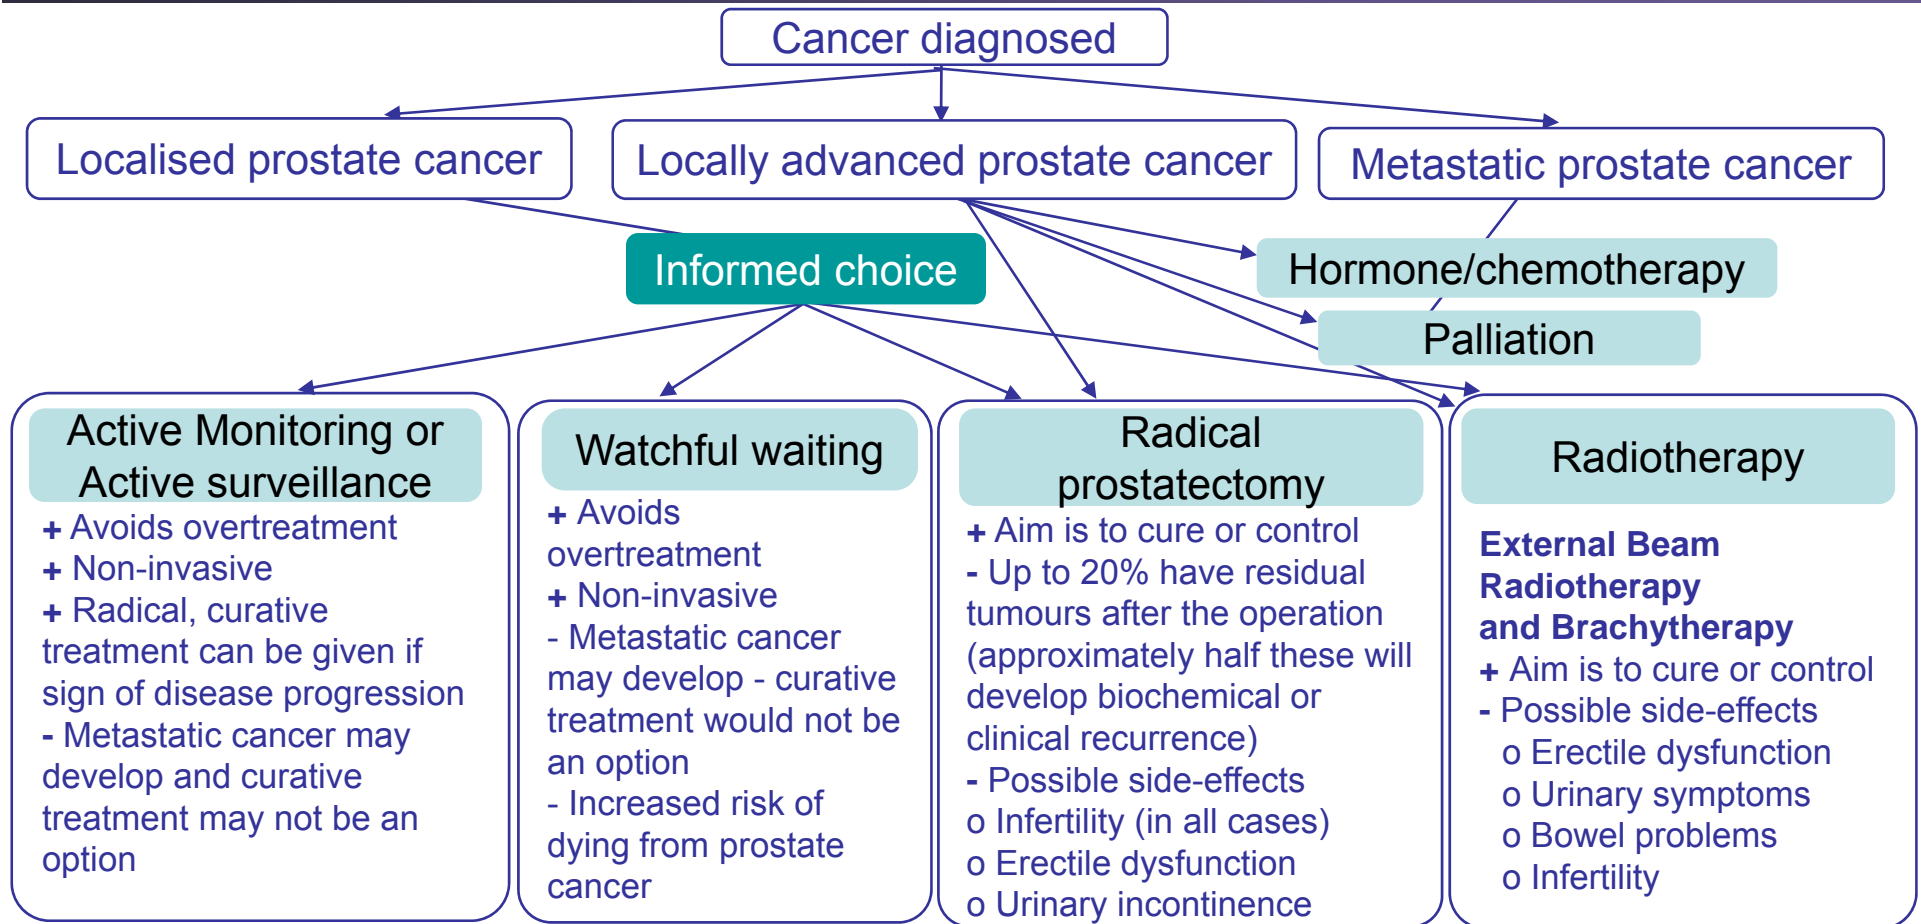 Cancer diagnosed
Localised prostate cancer
Locally advanced prostate cancer
Metastatic prostate cancer
Informed choice
Hormone/chemotherapy
Palliation
Active Monitoring or
Active surveillance
+ Avoids overtreatment
+ Non-invasive
+ Radical, curative
treatment can be given if
sign of disease progression
- Metastatic cancer may
develop and curative
treatment may not be an
option
Watchful waiting
+ Avoids
overtreatment
+ Non-invasive
- Metastatic cancer
may develop - curative
treatment would not be
an option
- Increased risk of
dying from prostate
cancer
Radical
prostatectomy
+ Aim is to cure or control
- Up to 20% have residual
tumours after the operation
(approximately half these will
develop biochemical or
clinical recurrence)
- Possible side-effects
o Infertility (in all cases)
o Erectile dysfunction
o Urinary incontinence
Radiotherapy
External Beam
Radiotherapy
and Brachytherapy
+ Aim is to cure or control
- Possible side-effects
o Erectile dysfunction
o Urinary symptoms
o Bowel problems
o Infertility